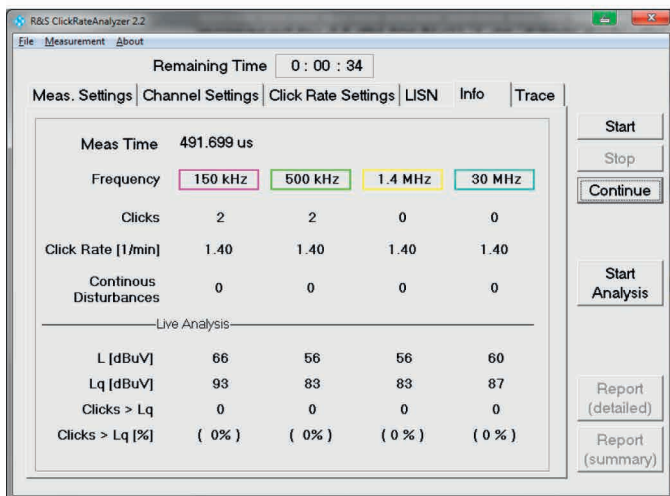 R&S ClickRateAnalyzer 2.2
File Measurement About
Remaining Time 0 : 00 : 34
Meas. Settings Channel Settings Click Rate Settings LISN Info Trace
Meas Time 491.699 us
Frequency 150 kHz 500 kHz 1.4 MHz 30 MHz
Clicks 2 2 0 0
Click Rate [1/min] 1.40 1.40 1.40 1.40
Continous
Disturbances 0 0 0 0
Live Analysis
L [dBuV] 66 56 56 60
Lq [dBuV] 93 83 83 87
Clicks > Lq 0 0 0 0
Clicks > Lq [%] ( 0% ) ( 0% ) ( 0 % ) ( 0 % )
Start
Stop
Continue
Start
Analysis
Report
(detailed)
Report
(summary)